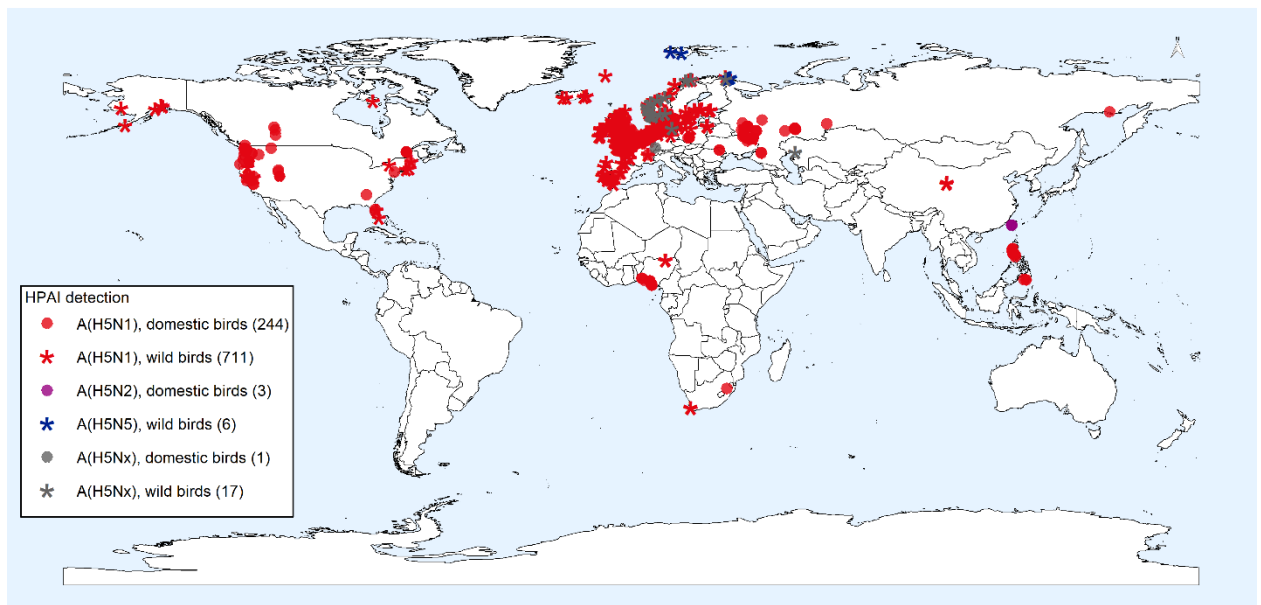 N
HPAI detection
A(H5N1), domestic birds (244)
A(H5N1), wild birds (711)
A(H5N2), domestic birds (3)
A(H5N5), wild birds (6)
A(H5Nx), domestic birds (1)
A(H5Nx), wild birds (17)